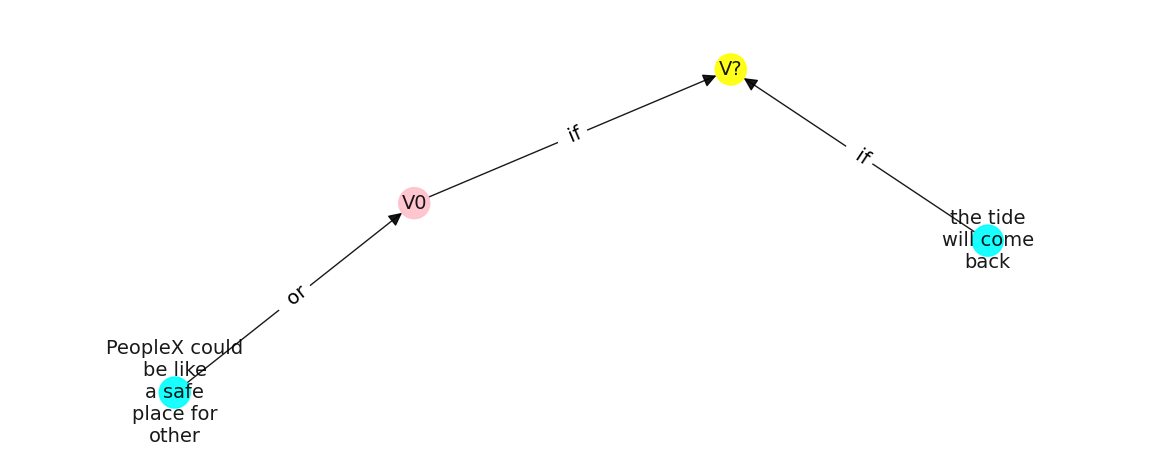 V?
if
if
V0
the tide
will come
back
or
PeopleX could
be like
a safe
place for
other